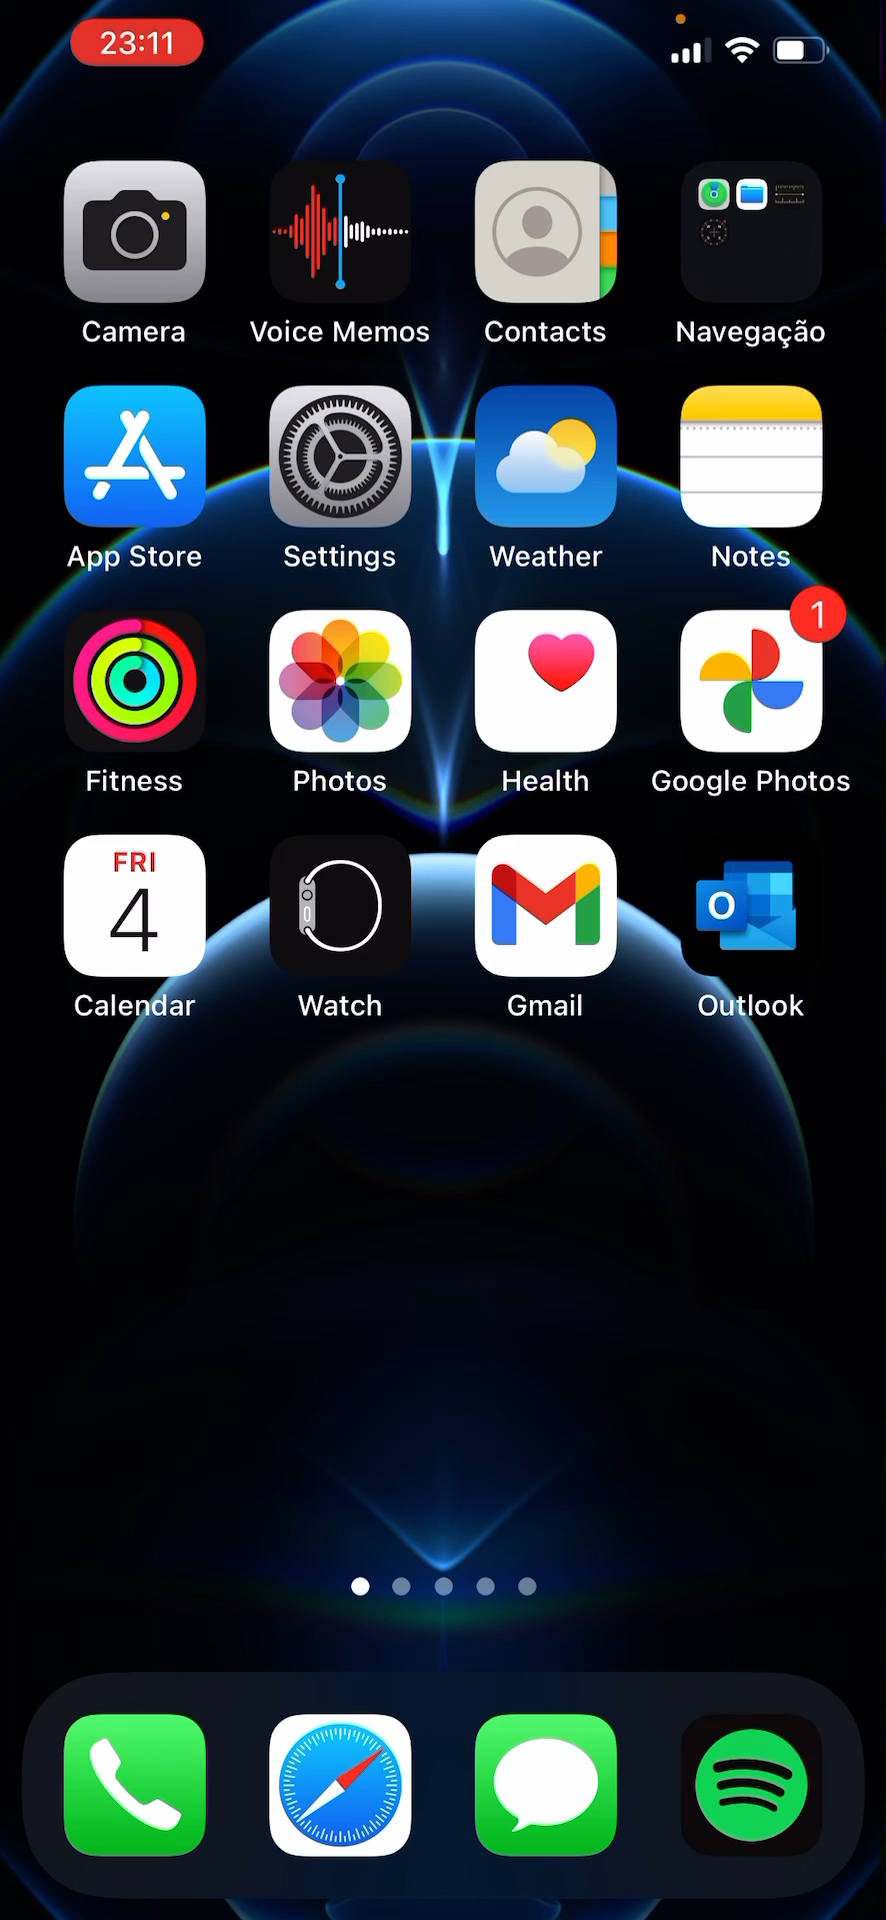 23:11
Camera
Voice Memos
Contacts
Navegação
App Store
Settings
Weather
Notes
1
Fitness
Photos
Health
Google Photos
FRI
4
Calendar
Watch
Gmail
O
Outlook